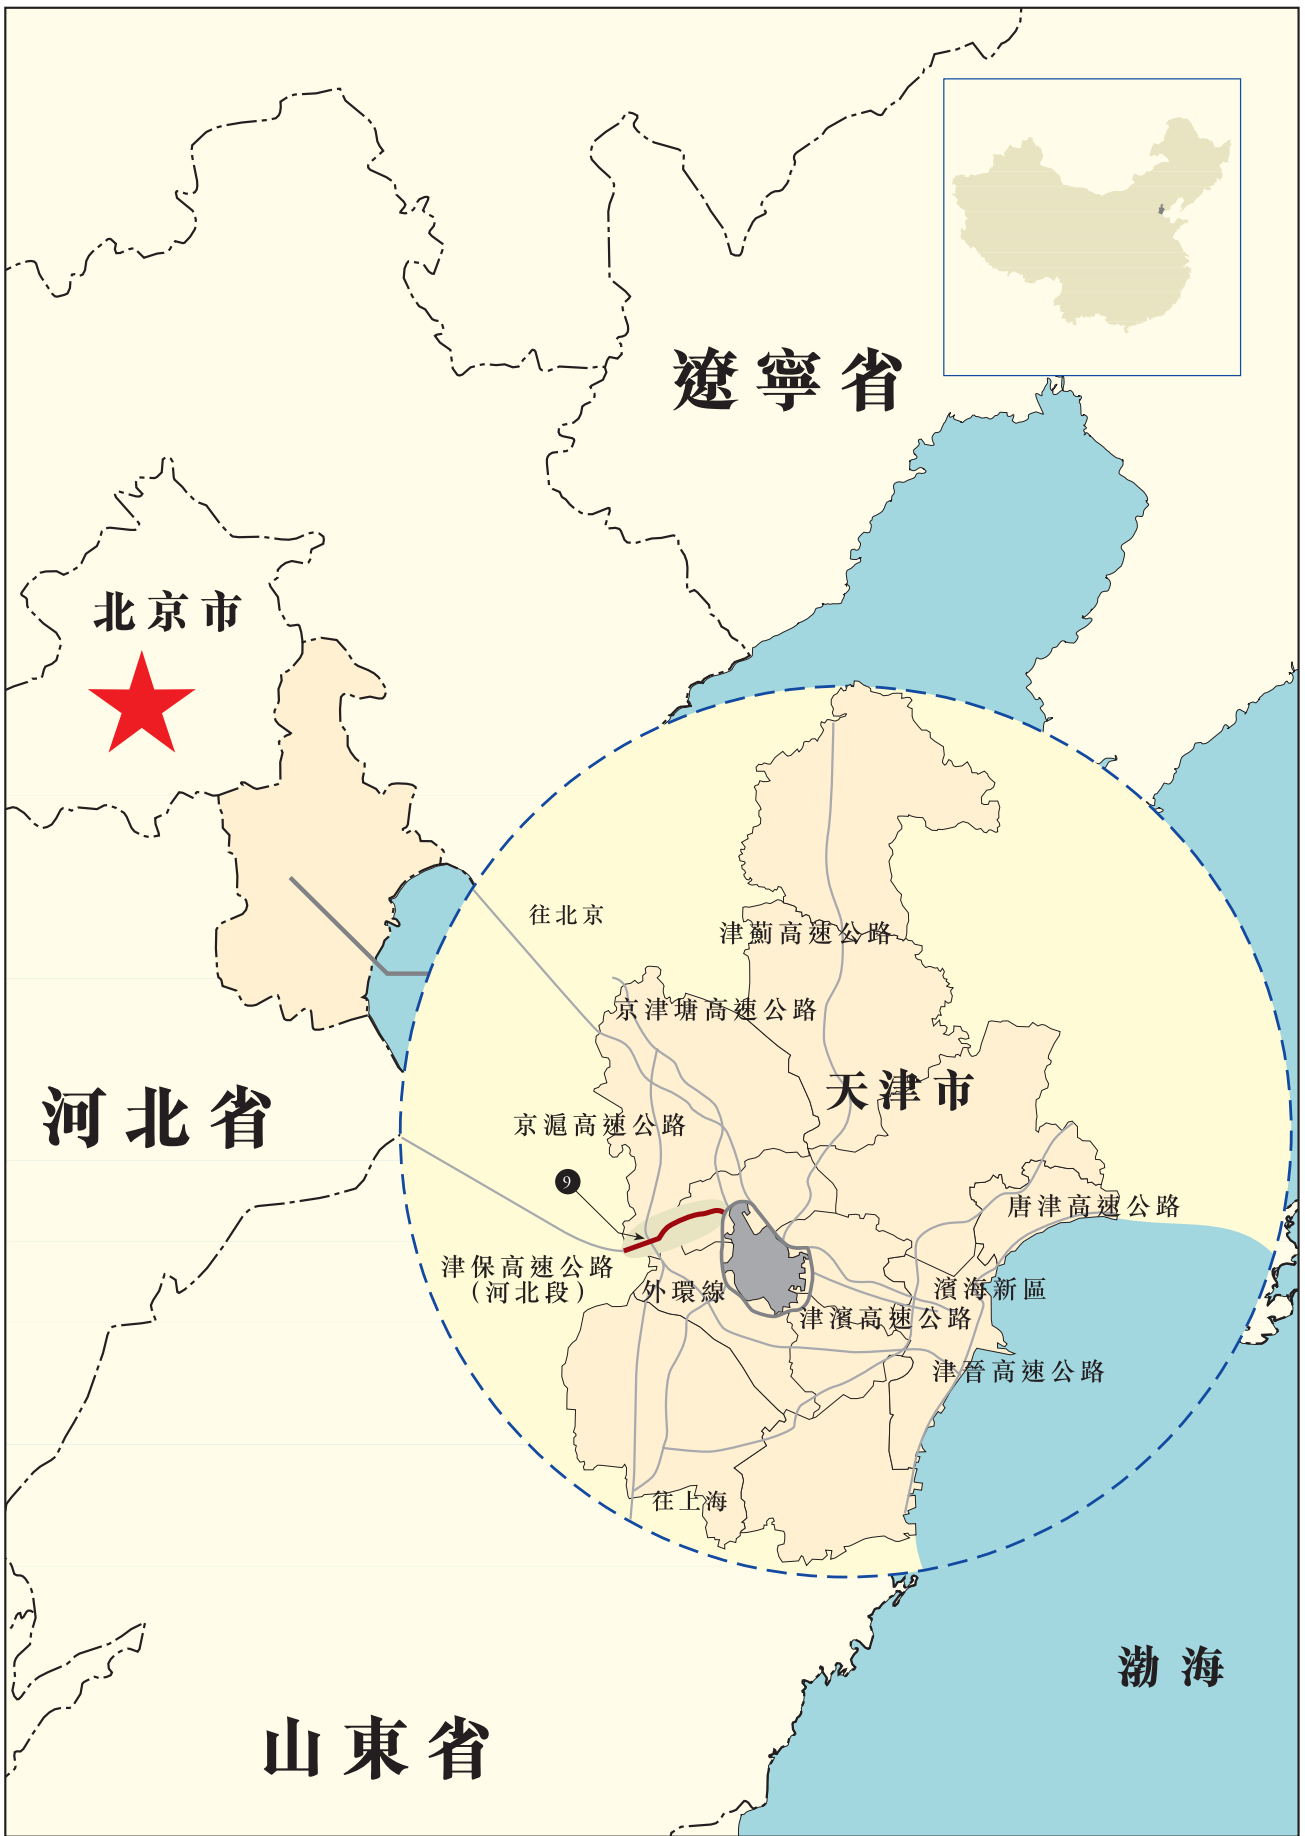 遼寧省
北京市
往北京
津薊高速公路
京津塘高速公路
天津市
河北省
京滬高速公路
9
唐津高速公路
津保高速公路
(河北段)
外環線
濱海新區
津濱高速公路
津晉高速公路
往上海
渤海
山東省